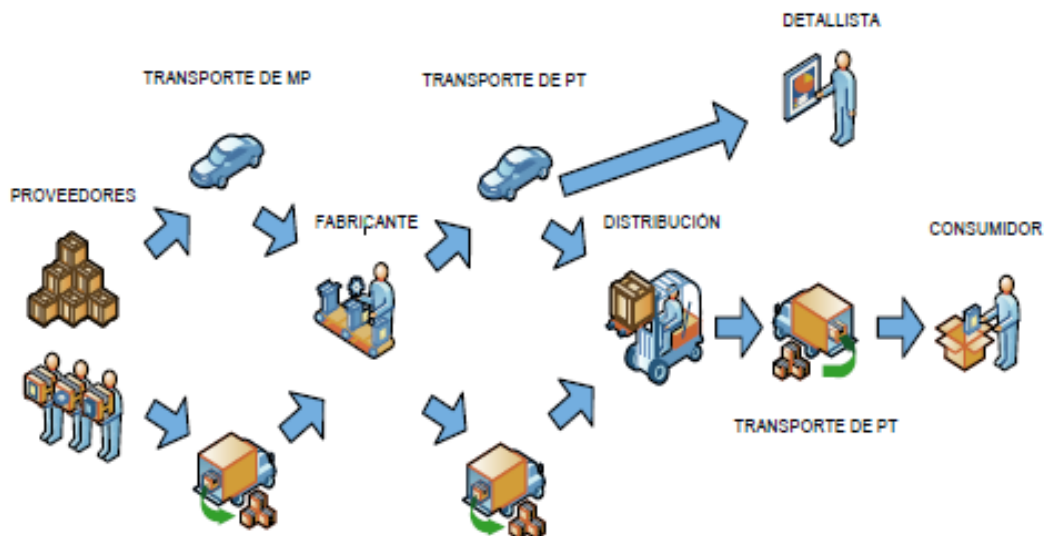 DETALLISTA
TRANSPORTE DE MP
TRANSPORTE DE PT
PROVEEDORES
FABRICANTE
DISTRIBUCIÓN
CONSUMIDOR
TRANSPORTE DE PT